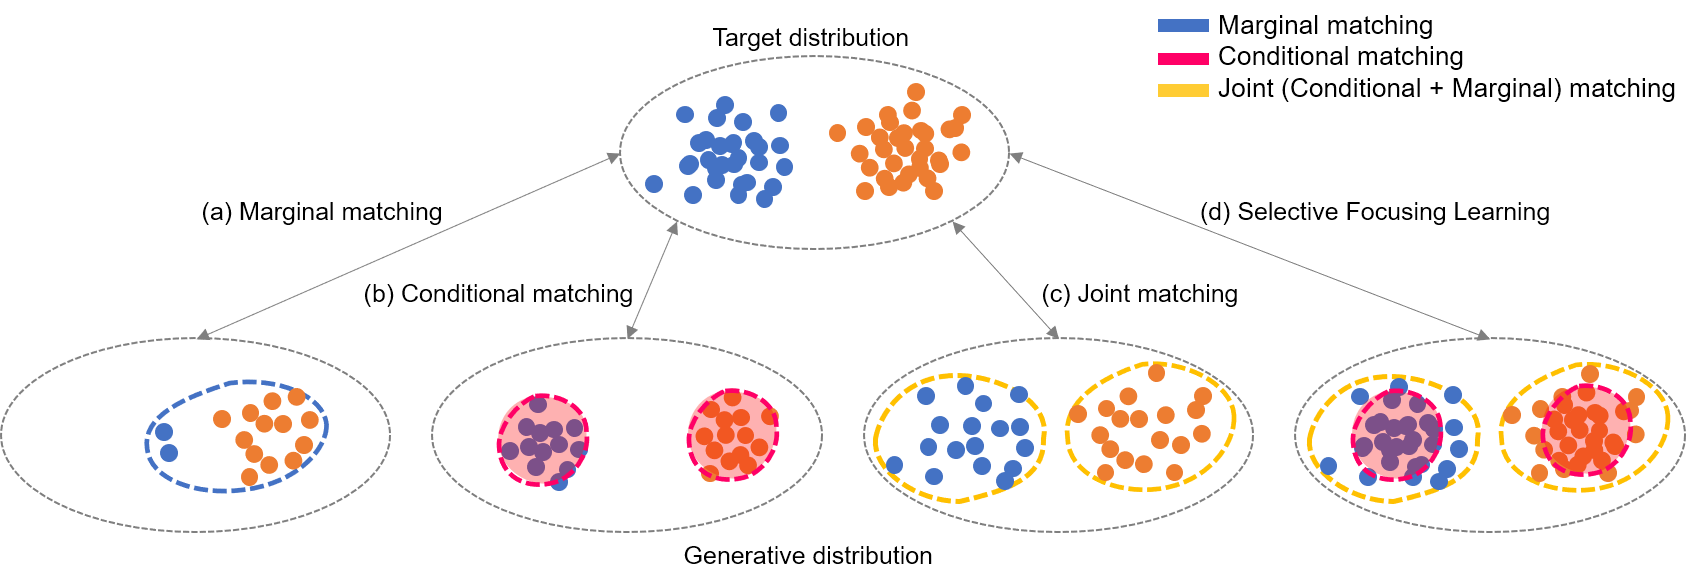 Target distribution
Marginal matching
Conditional matching
Joint (Conditional + Marginal) matching
(a) Marginal matching
(d) Selective Focusing Learning
(b) Conditional matching
(c) Joint matching
Generative distribution